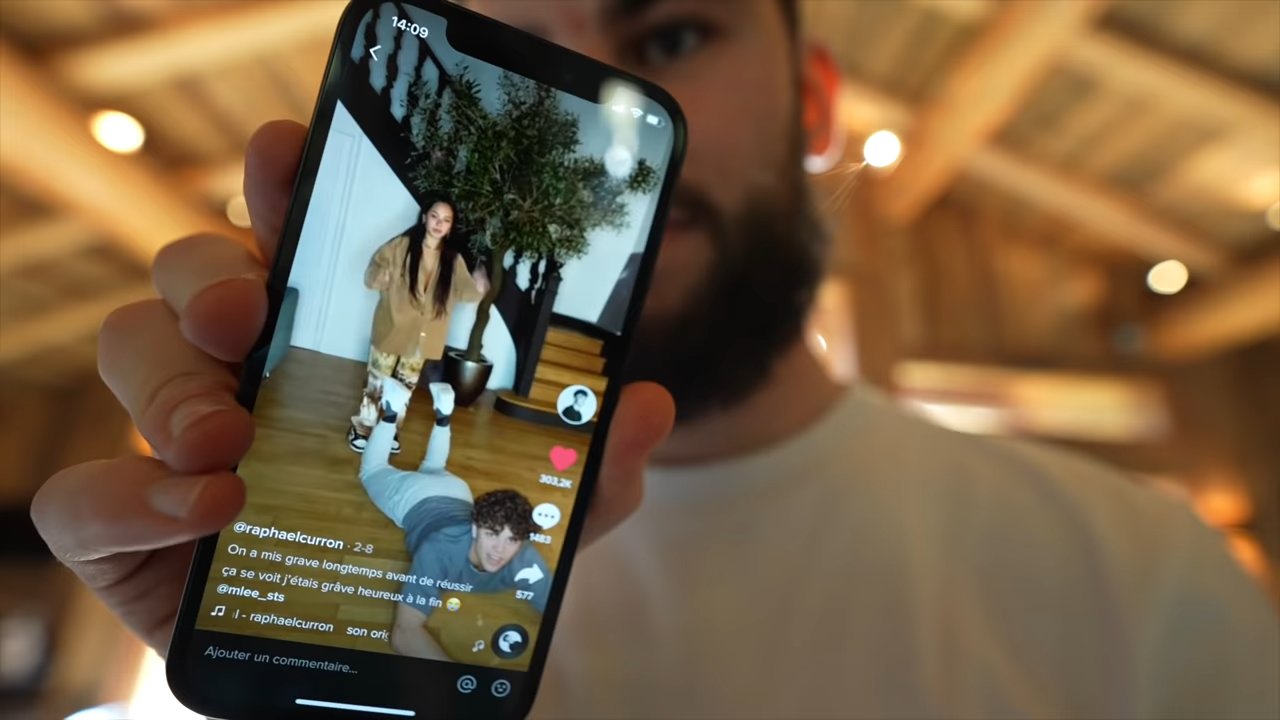 14:09
303,2K
1483
577
@raphaelcurron · 2-8
On a mis grave longtemps avant de réussir
ça se voit j'étais grâve heureux à la fin 😂
@mlee_sts
l - raphaelcurron son orig
Ajouter un commentaire...